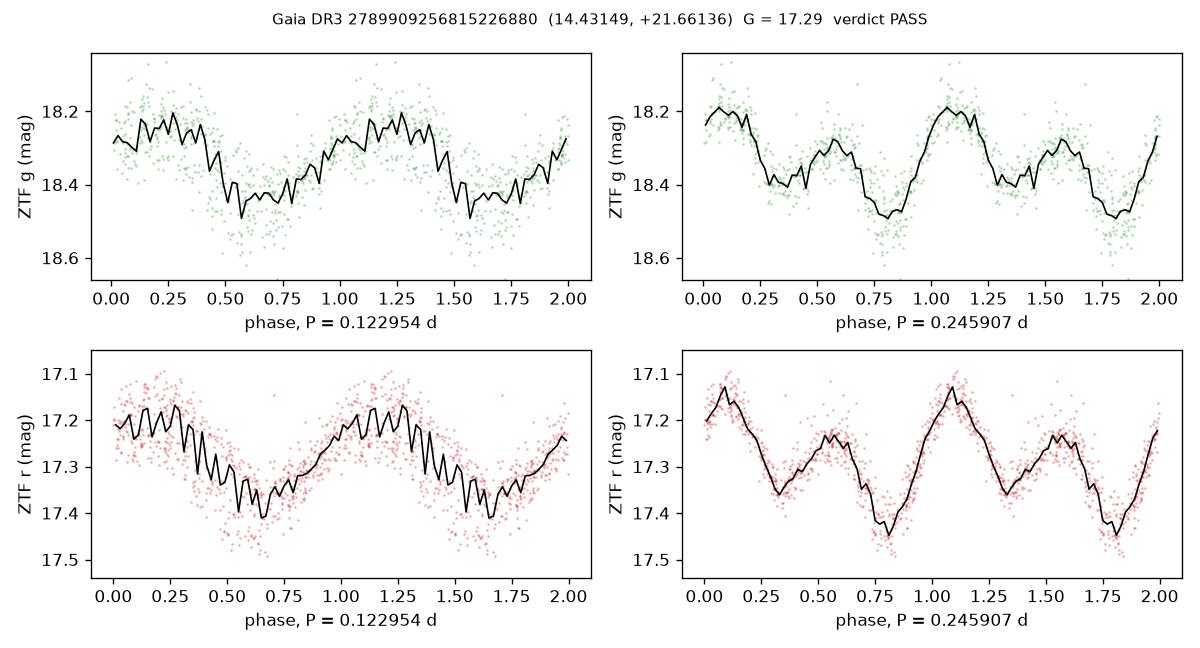 Gaia DR3 2789909256815226880  (14.43149, +21.66136)  G = 17.29  verdict PASS
ZTF g (mag)
18.2
18.4
18.6
0.00 0.25 0.50 0.75 1.00 1.25 1.50 1.75 2.00
phase, P = 0.122954 d
ZTF g (mag)
18.2
18.4
18.6
0.00 0.25 0.50 0.75 1.00 1.25 1.50 1.75 2.00
phase, P = 0.245907 d
ZTF r (mag)
17.1
17.2
17.3
17.4
17.5
0.00 0.25 0.50 0.75 1.00 1.25 1.50 1.75 2.00
phase, P = 0.122954 d
ZTF r (mag)
17.1
17.2
17.3
17.4
17.5
0.00 0.25 0.50 0.75 1.00 1.25 1.50 1.75 2.00
phase, P = 0.245907 d